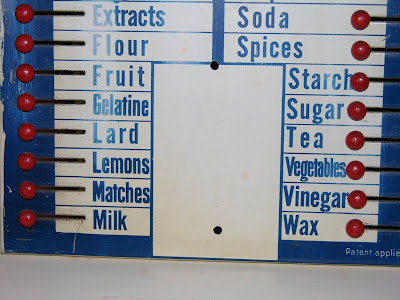 Extracts
Flour
Fruit
Gelatine
Lard
Lemons
Matches
Milk
Soda
Spices
Starch
Sugar
Tea
Vegetables
Vinegar
Wax
Patent applie